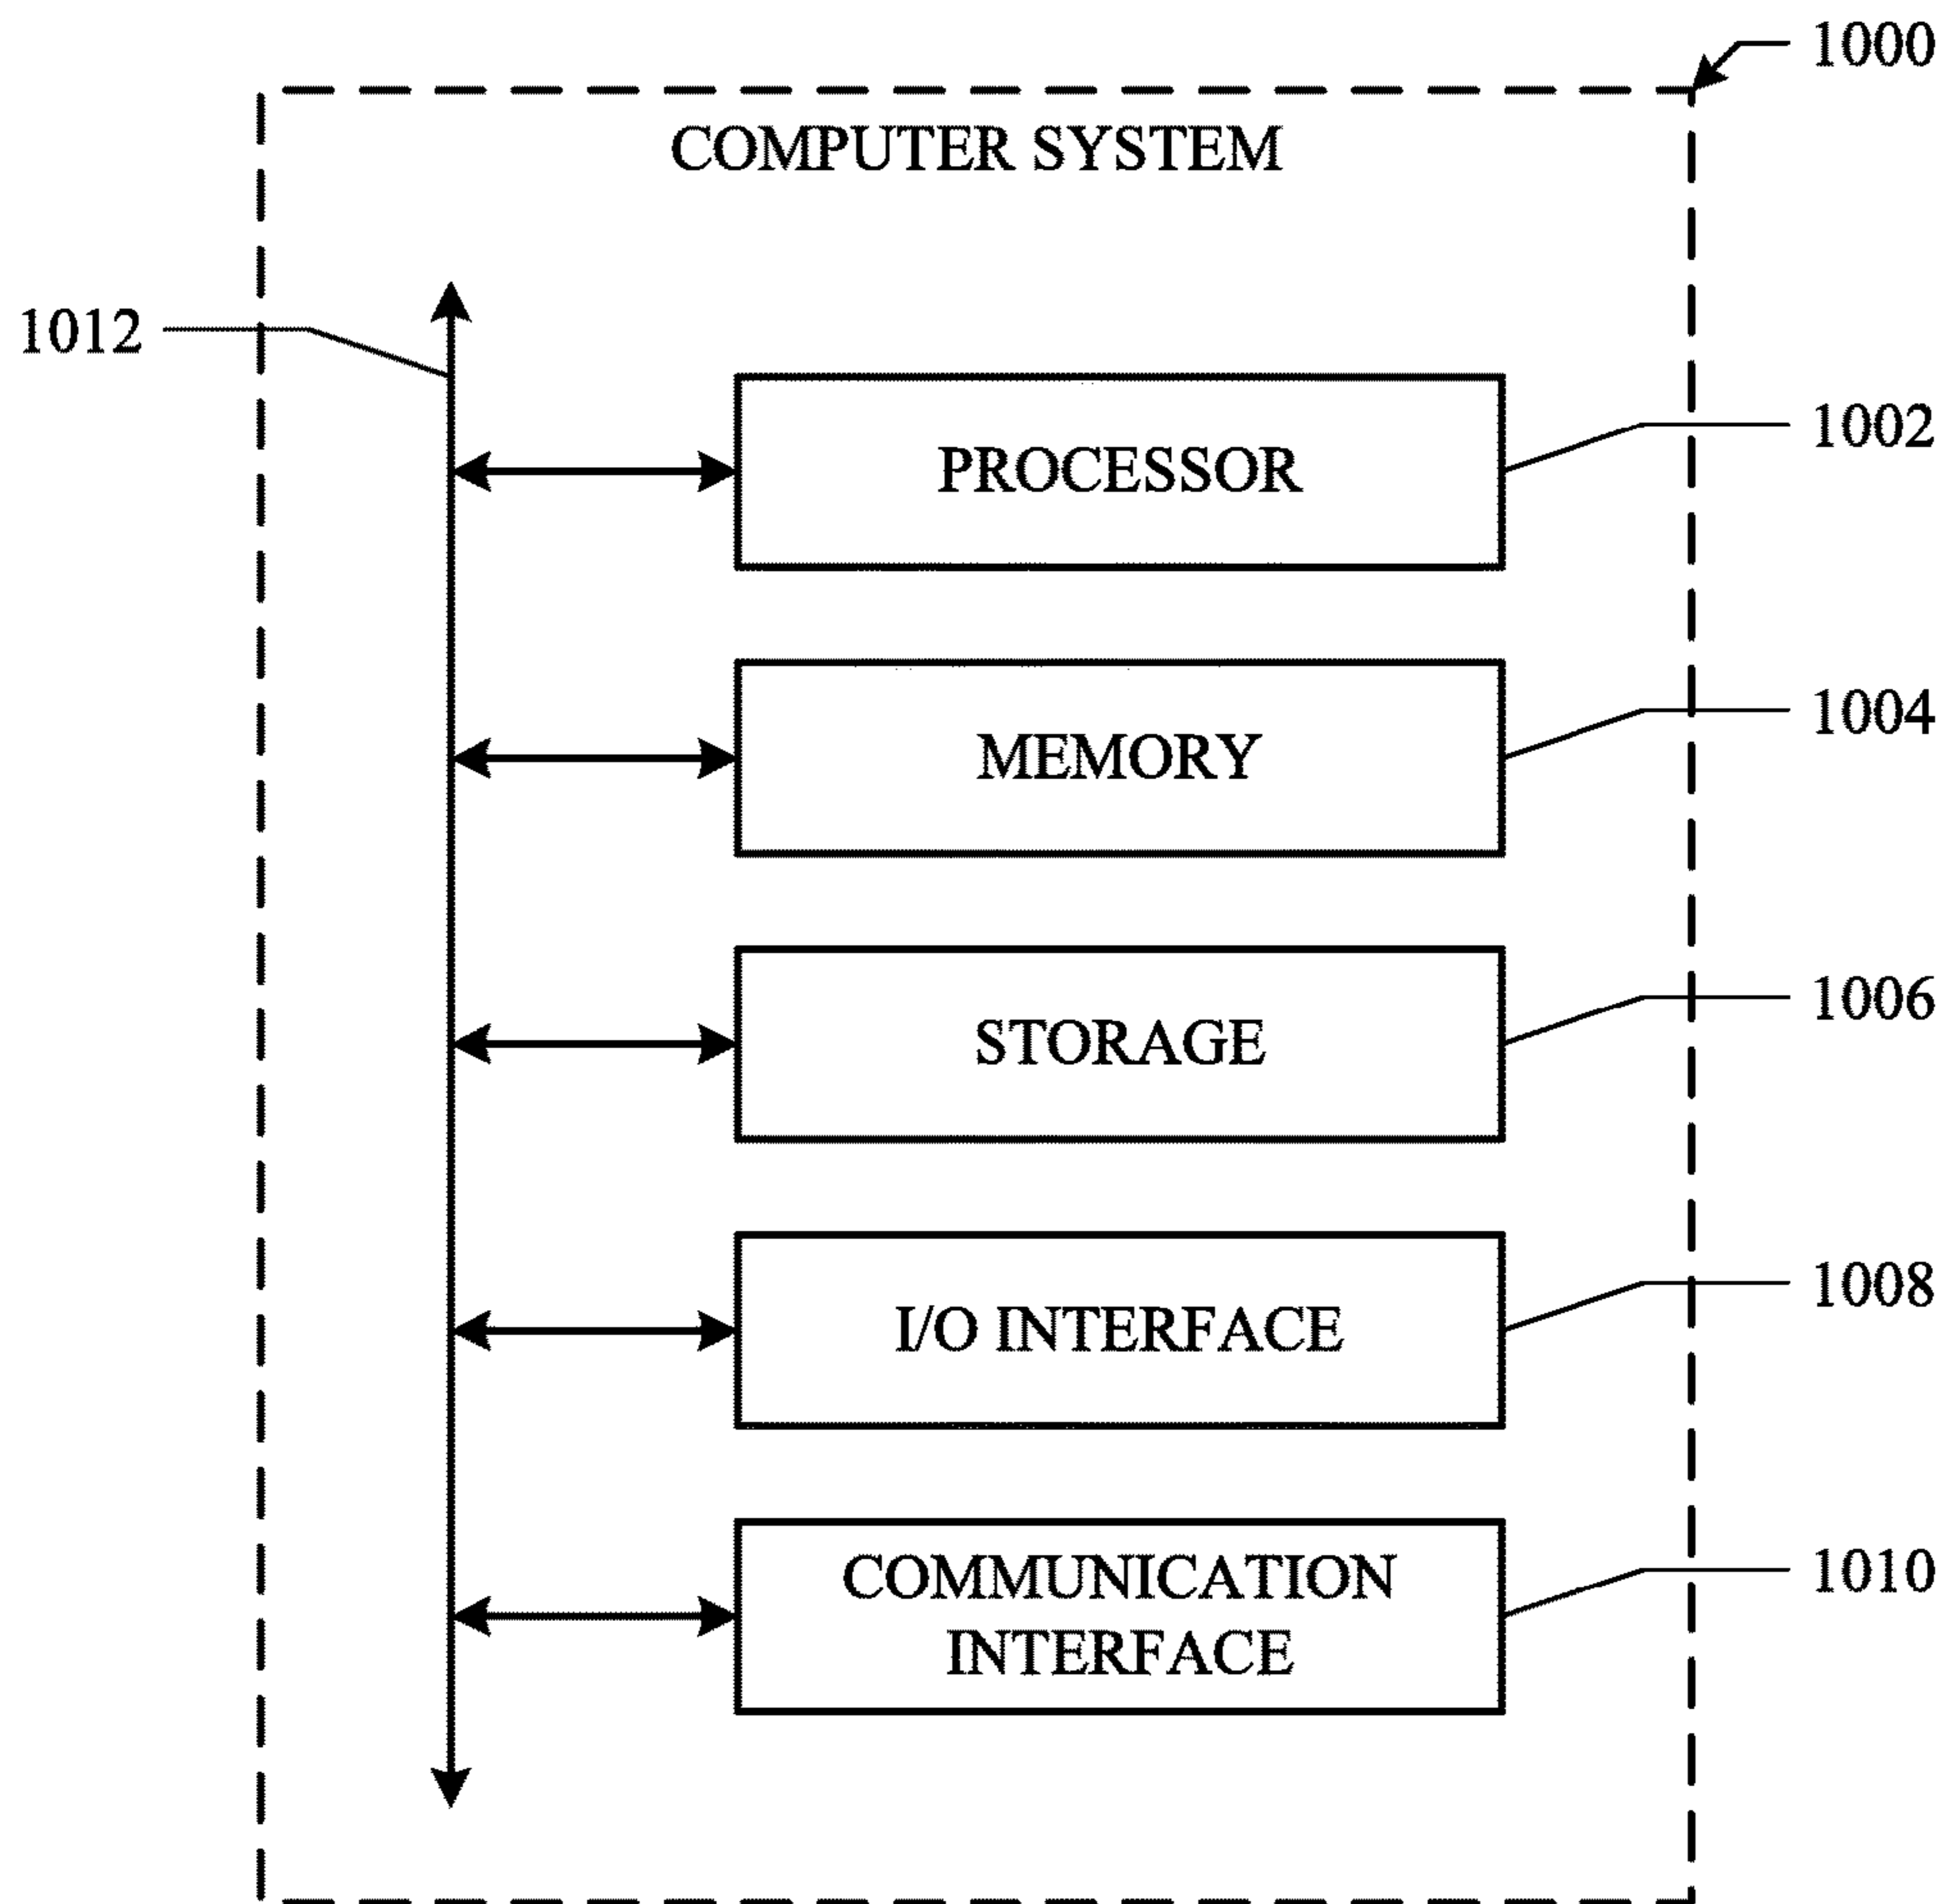 1000
COMPUTER SYSTEM
1012
1002
PROCESSOR
1004
MEMORY
1006
STORAGE
1008
I/O INTERFACE
1010
COMMUNICATION
INTERFACE